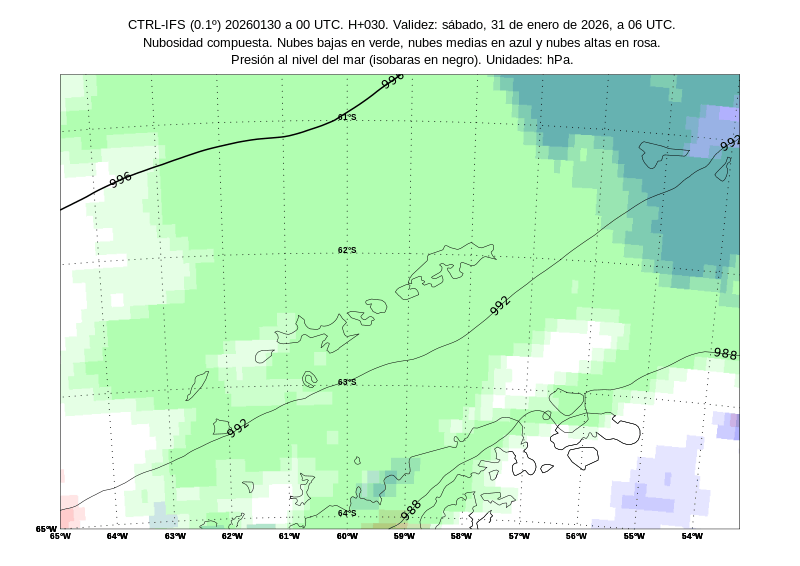 CTRL-IFS (0.1º) 20260130 a 00 UTC. H+030. Validez: sábado, 31 de enero de 2026, a 06 UTC.
Nubosidad compuesta. Nubes bajas en verde, nubes medias en azul y nubes altas en rosa.
Presión al nivel del mar (isobaras en negro). Unidades: hPa.
996
61°S
992
996
62°S
992
988
63°S
992
988
64°S
65°W
65°W 64°W 63°W 62°W 61°W 60°W 59°W 58°W 57°W 56°W 55°W 54°W